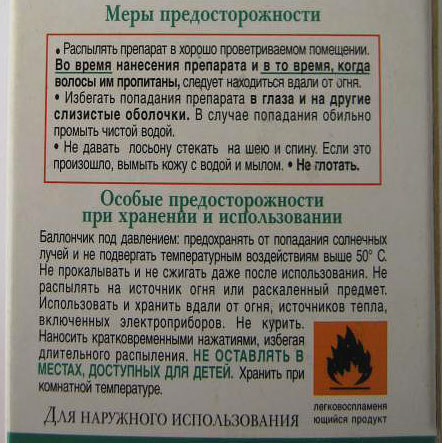 Меры предосторожности
• Распылять препарат в хорошо проветриваемом помещении.
Во время нанесения препарата и в то время, когда
волосы им пропитаны, следует находиться вдали от огня.
• Избегать попадания препарата в глаза и на другие
слизистые оболочки. В случае попадания обильно
промыть чистой водой.
• Не давать лосьону стекать на шею и спину. Если это
произошло, вымыть кожу с водой и мылом. • Не глотать.
Особые предосторожности
при хранении и использовании
Баллончик под давлением: предохранять от попадания солнечных
лучей и не подвергать температурным воздействиям выше 50° С.
Не прокалывать и не сжигать даже после использования. Не
распылять на источник огня или раскаленный предмет.
Использовать и хранить вдали от огня, источников тепла,
включенных электроприборов. Не курить.
Наносить кратковременными нажатиями, избегая
длительного распыления. НЕ ОСТАВЛЯТЬ В
МЕСТАХ, ДОСТУПНЫХ ДЛЯ ДЕТЕЙ. Хранить при
комнатной температуре.
легковоспламеня
ющийся продукт
Для наружного использования